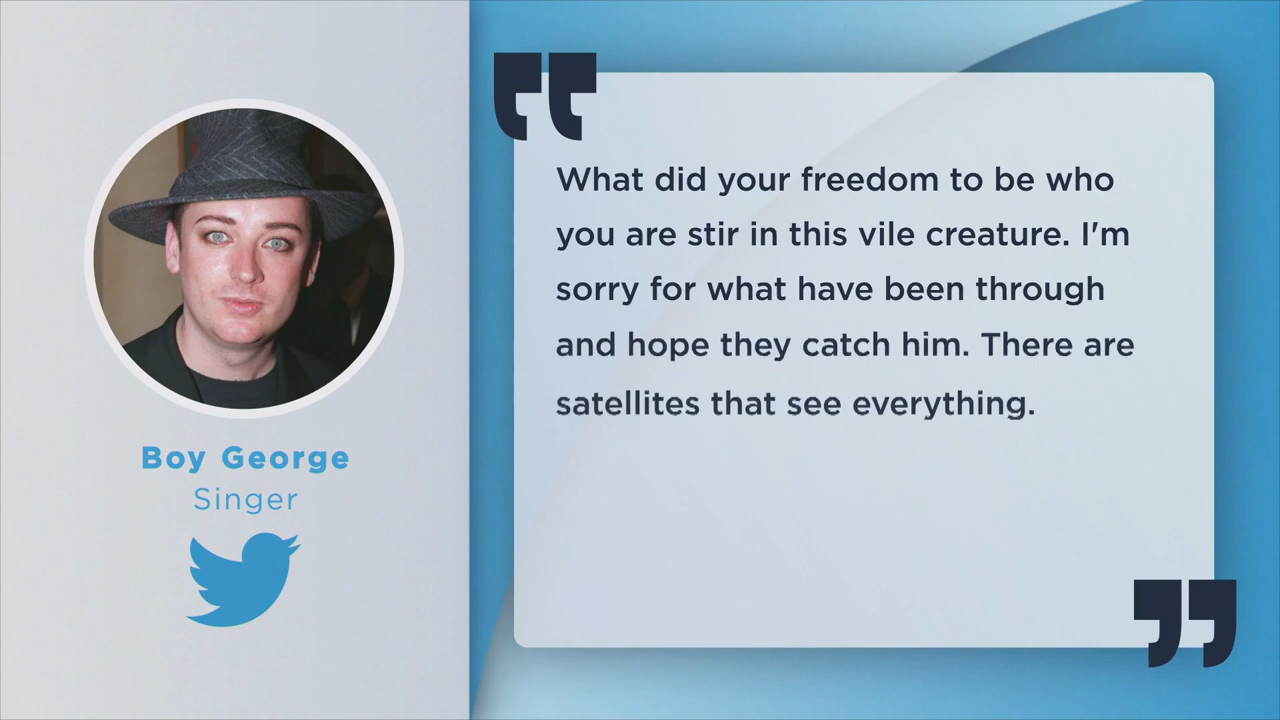 What did your freedom to be who
you are stir in this vile creature. I'm
sorry for what have been through
and hope they catch him. There are
satellites that see everything.
Boy George
Singer